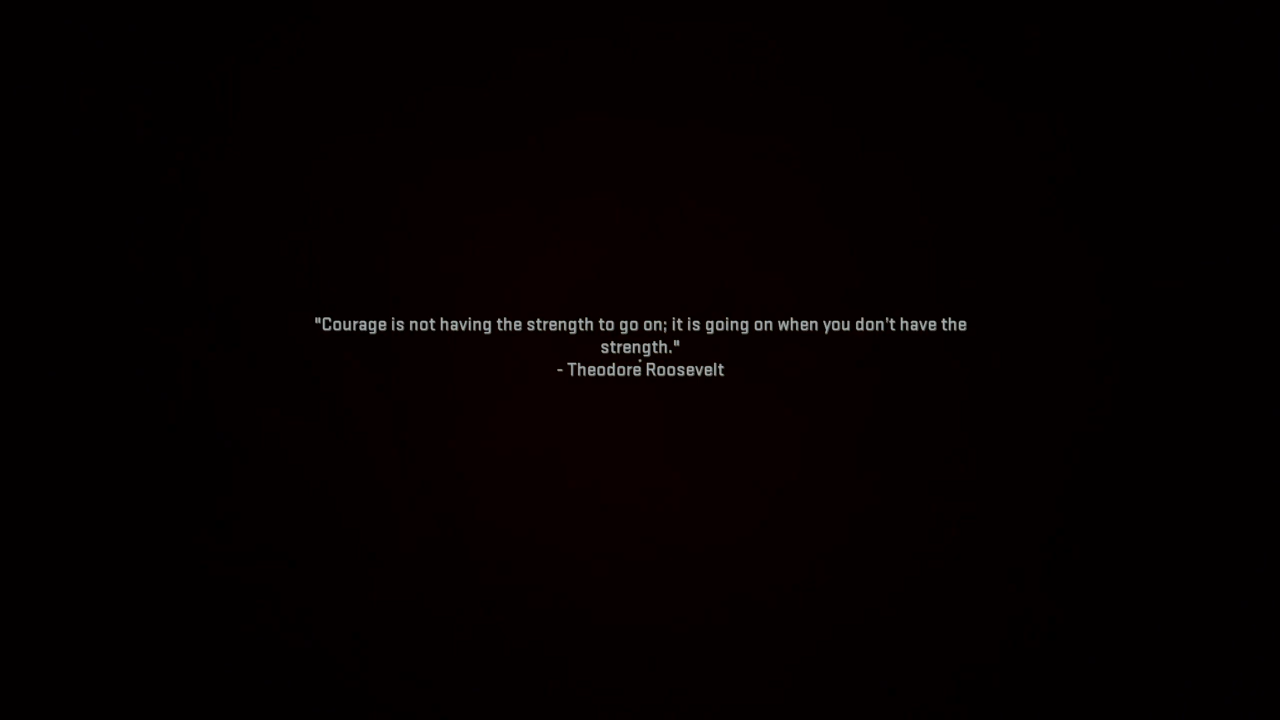 "Courage is not having the strength to go on; it is going on when you don't have the
strength."
- Theodore Roosevelt